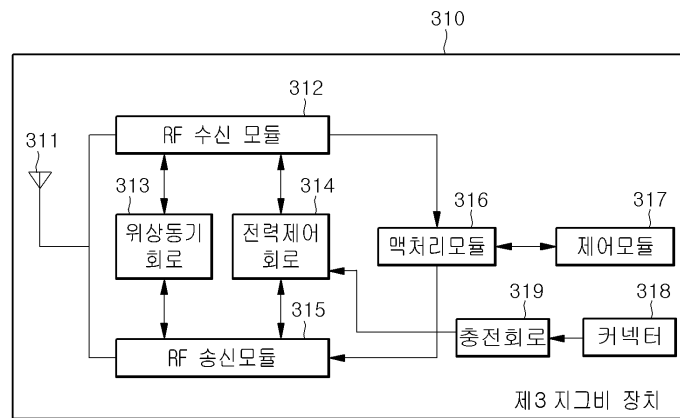 310
312
RF 수신 모듈
311
313
위상동기
회로
314
전력제어
회로
316
맥처리모듈
317
제어모듈
315
RF 송신모듈
319
충전회로
318
커넥터
제3 지그비 장치